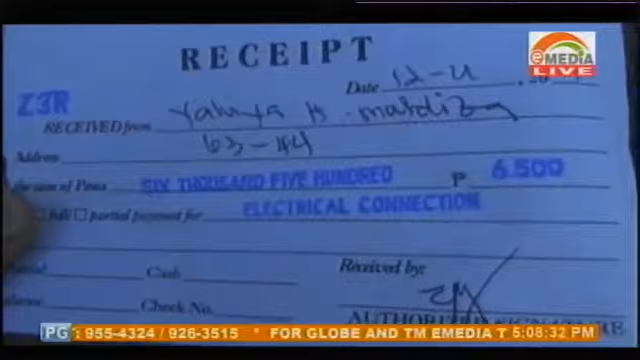 RECEIPT
eMEDIA
LIVE
Date 12-4
Z3R
RECEIVED from Yahya
Address 63-44
the sum of Pesos SIX THOUSAND FIVE HUNDRED P 6.500
full partial payment for ELECTRICAL CONNECTION
Cash
Received by:
Check No.
AUTHORIZED SIGNATURE
PG : 955-4324 / 926-3515 * FOR GLOBE AND TM EMEDIA T 5:08:32 PM